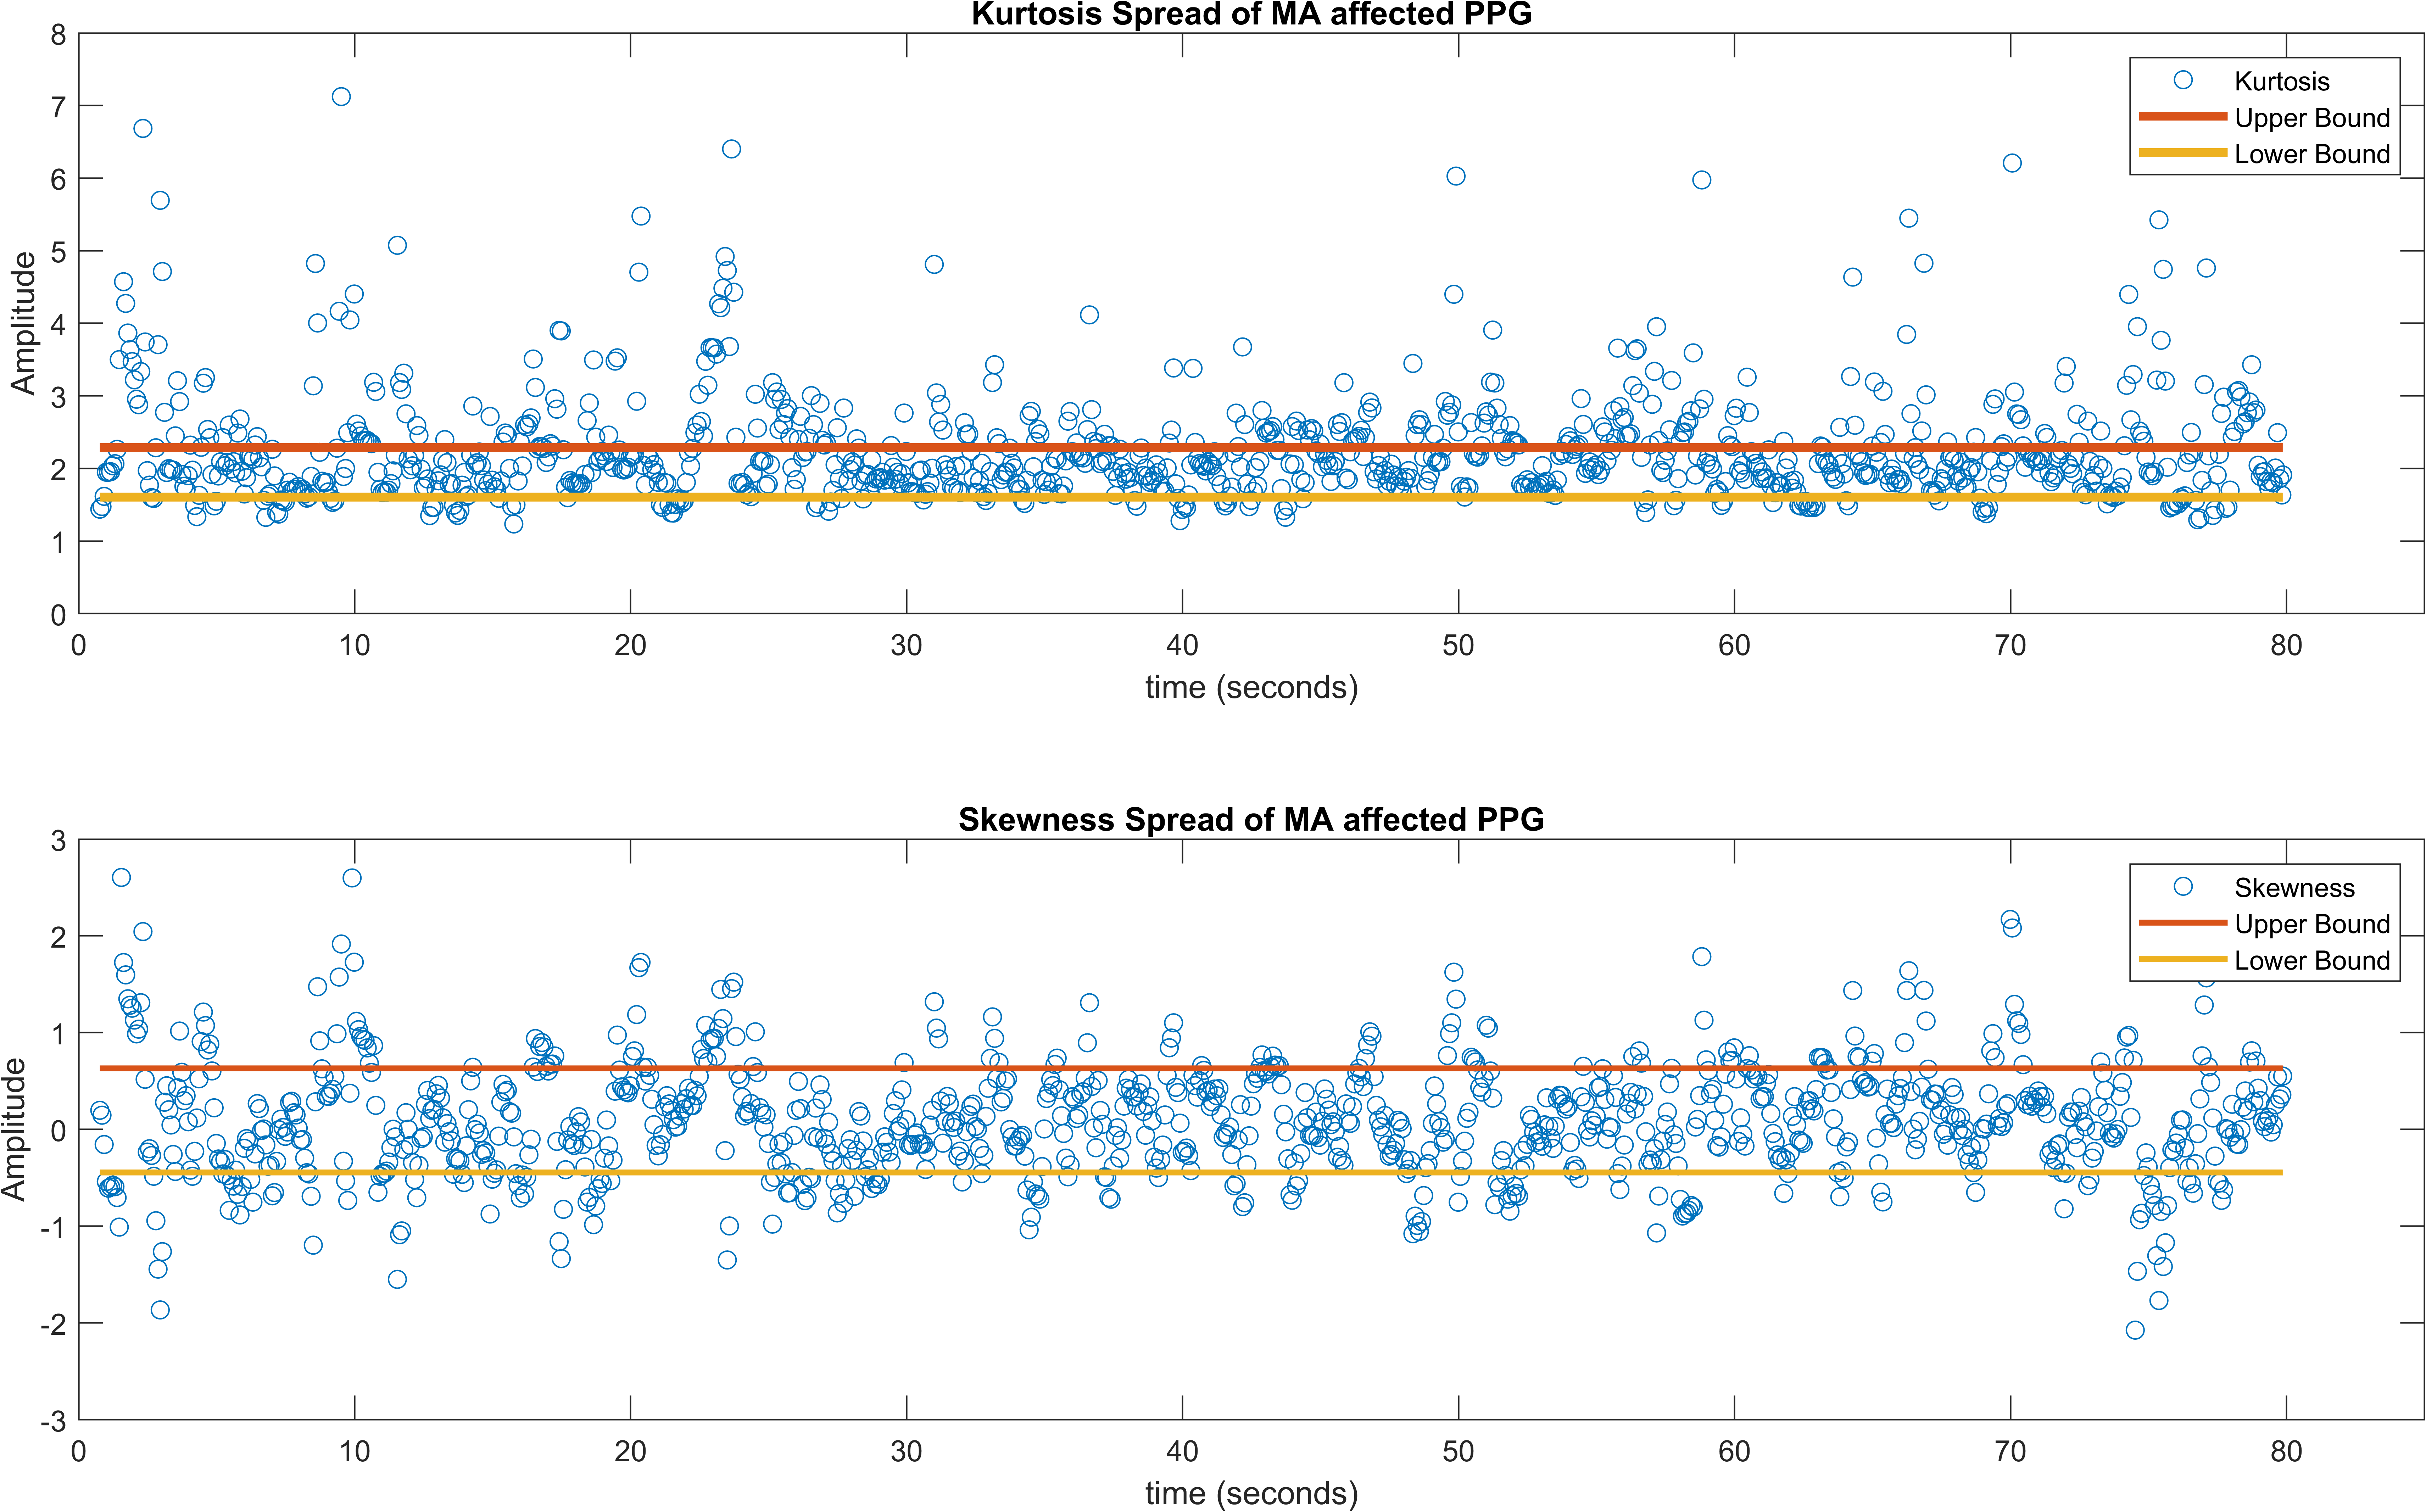 Kurtosis Spread of MA affected PPG
8
7
6
5
4
3
2
1
0
Amplitude
Kurtosis
Upper Bound
Lower Bound
0 10 20 30 40 50 60 70 80
time (seconds)
Skewness Spread of MA affected PPG
3
2
1
0
-1
-2
-3
Amplitude
Skewness
Upper Bound
Lower Bound
0 10 20 30 40 50 60 70 80
time (seconds)